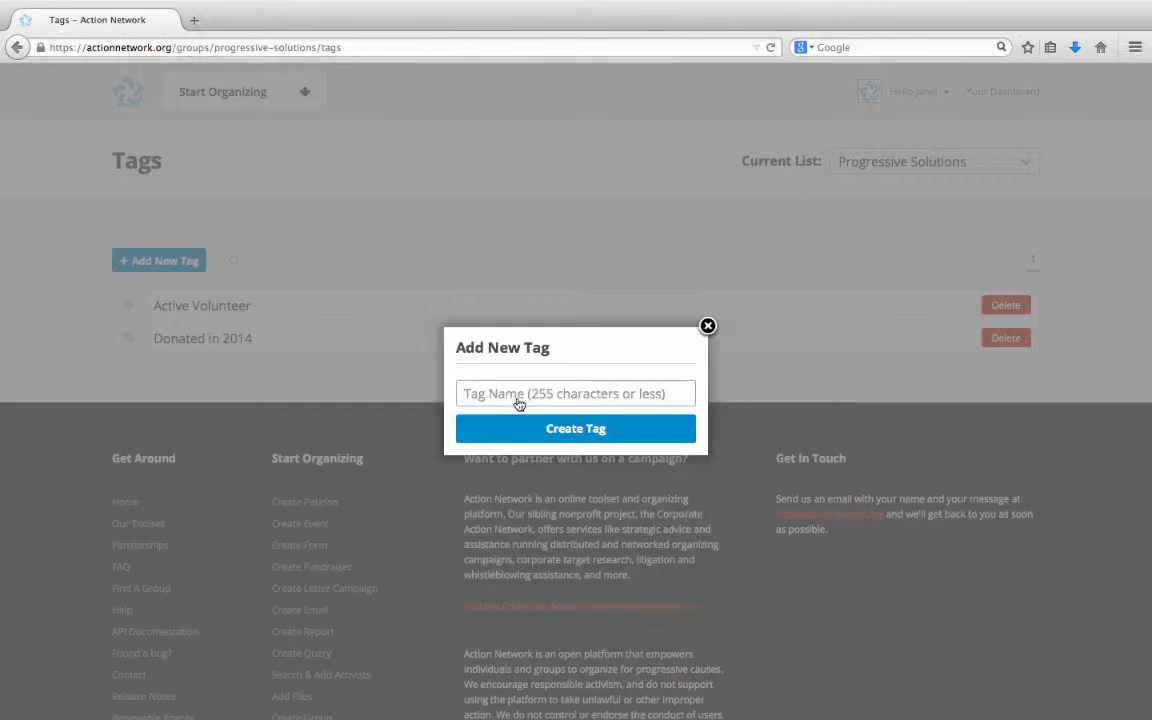 Tags – Action Network
https://actionnetwork.org/groups/progressive-solutions/tags
Google
Start Organizing
Hello Janet
Your Dashboard
Tags
Current List: Progressive Solutions
+ Add New Tag
1
Active Volunteer
Delete
Donated in 2014
Delete
Add New Tag
Tag Name (255 characters or less)
Create Tag
Get Around
Home
Our Toolset
Partnerships
FAQ
Find A Group
Help
API Documentation
Found a bug?
Contact
Release Notes
Renewable Energy
Start Organizing
Create Petition
Create Event
Create Form
Create Fundraiser
Create Letter Campaign
Create Email
Create Report
Create Query
Search & Add Activists
Add Files
Create Group
Want to partner with us on a campaign?
Action Network is an online toolset and organizing
platform. Our sibling nonprofit project, the Corporate
Action Network, offers services like strategic advice and
assistance running distributed and networked organizing
campaigns, corporate target research, litigation and
whistleblowing assistance, and more.
Action Network is an open platform that empowers
individuals and groups to organize for progressive causes.
We encourage responsible activism, and do not support
using the platform to take unlawful or other improper
action. We do not control or endorse the conduct of users
Get In Touch
Send us an email with your name and your message at
and we'll get back to you as soon
as possible.